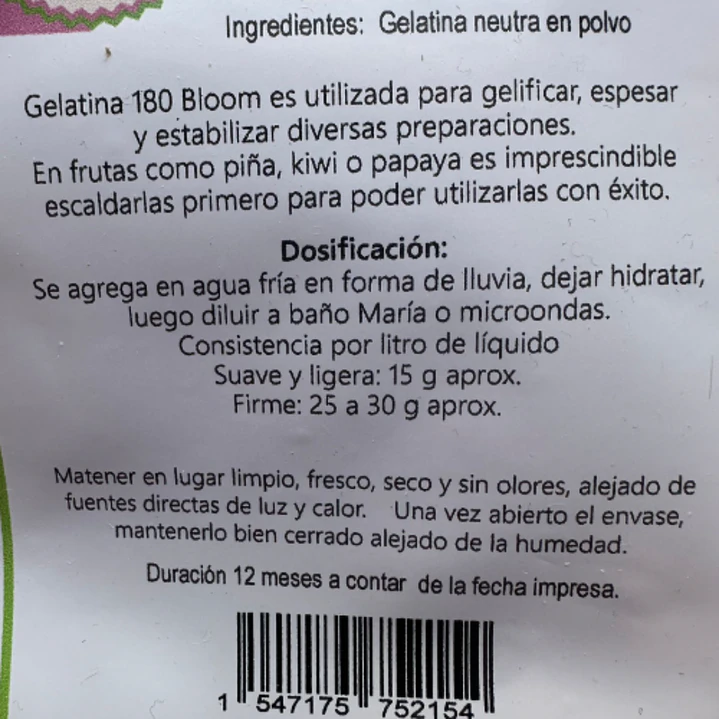 Ingredientes: Gelatina neutra en polvo
Gelatina 180 Bloom es utilizada para gelificar, espesar
y estabilizar diversas preparaciones.
En frutas como piña, kiwi o papaya es imprescindible
escaldarlas primero para poder utilizarlas con éxito.
Dosificación:
Se agrega en agua fría en forma de lluvia, dejar hidratar,
luego diluir a baño María o microondas.
Consistencia por litro de líquido
Suave y ligera: 15 g aprox.
Firme: 25 a 30 g aprox.
Matener en lugar limpio, fresco, seco y sin olores, alejado de
fuentes directas de luz y calor. Una vez abierto el envase,
mantenerlo bien cerrado alejado de la humedad.
Duración 12 meses a contar de la fecha impresa.
1 547175 752154